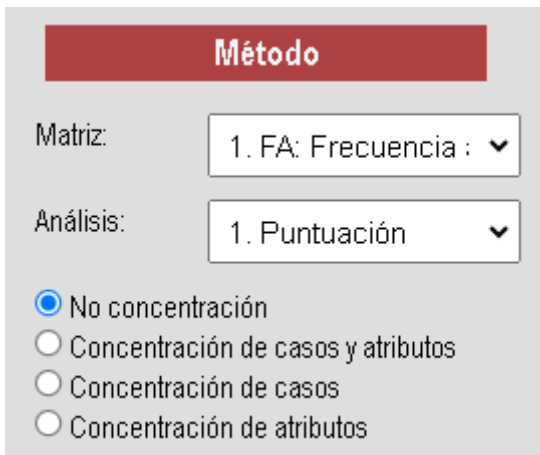 Método
Matriz:
1. FA: Frecuencia
Análisis:
1. Puntuación
No concentración
Concentración de casos y atributos
Concentración de casos
Concentración de atributos